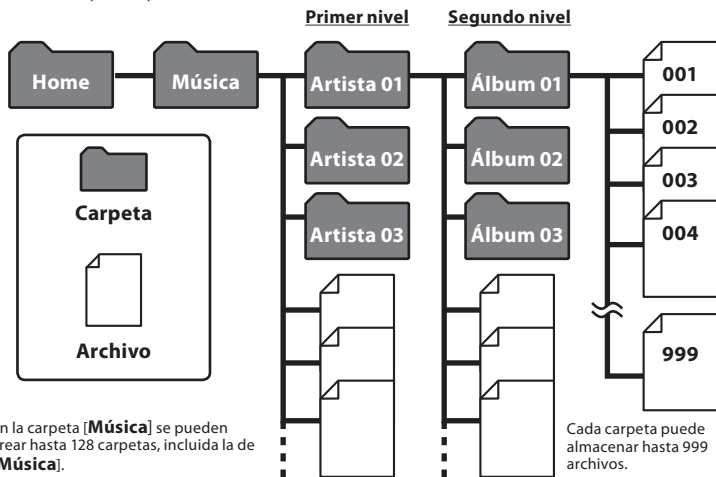 Primer nivel
Segundo nivel
Home
Música
Artista 01
Álbum 01
001
002
Artista 02
Álbum 02
003
Carpeta
Artista 03
Álbum 03
004
Archivo
999
n la carpeta [Música] se pueden
rear hasta 128 carpetas, incluida la de
Música].
Cada carpeta puede
almacenar hasta 999
archivos.